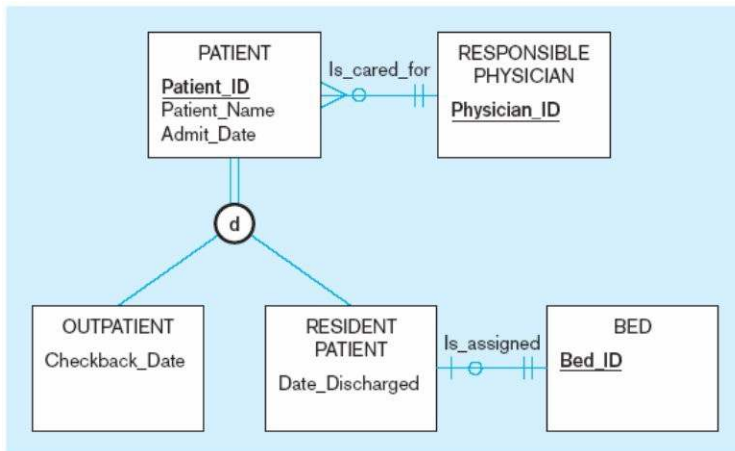 PATIENT
Patient_ID
Patient_Name
Admit_Date
Is_cared_for
RESPONSIBLE
PHYSICIAN
Physician_ID
d
OUTPATIENT
Checkback_Date
RESIDENT
PATIENT
Date_Discharged
Is_assigned
BED
Bed_ID